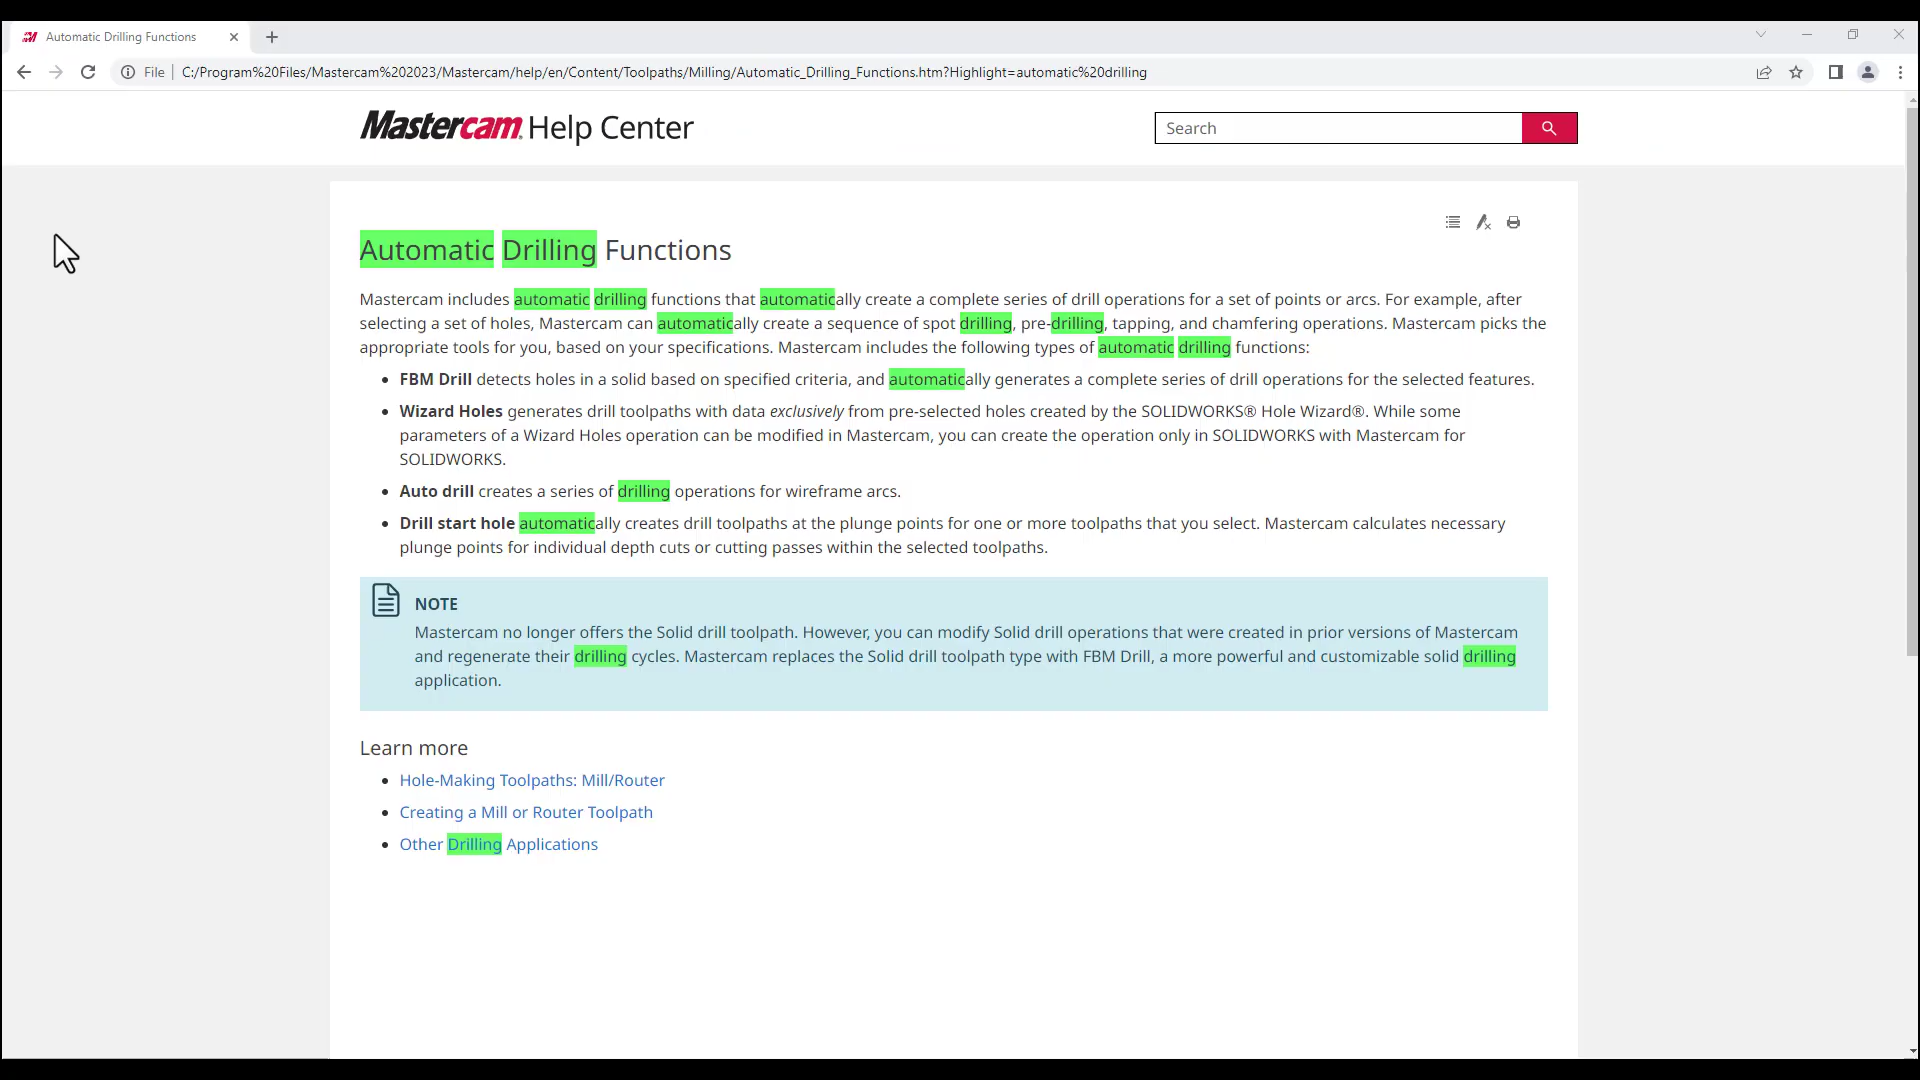 Automatic Drilling Functions
File | C:/Program%20Files/Mastercam%202023/Mastercam/help/en/Content/Toolpaths/Milling/Automatic_Drilling_Functions.htm?Highlight=automatic%20drilling
Mastercam. Help Center
Search
Automatic Drilling Functions
Mastercam includes automatic drilling functions that automatically create a complete series of drill operations for a set of points or arcs. For example, after
selecting a set of holes, Mastercam can automatically create a sequence of spot drilling, pre-drilling, tapping, and chamfering operations. Mastercam picks the
appropriate tools for you, based on your specifications. Mastercam includes the following types of automatic drilling functions:
• FBM Drill detects holes in a solid based on specified criteria, and automatically generates a complete series of drill operations for the selected features.
• Wizard Holes generates drill toolpaths with data exclusively from pre-selected holes created by the SOLIDWORKS® Hole Wizard®. While some
parameters of a Wizard Holes operation can be modified in Mastercam, you can create the operation only in SOLIDWORKS with Mastercam for
SOLIDWORKS.
• Auto drill creates a series of drilling operations for wireframe arcs.
• Drill start hole automatically creates drill toolpaths at the plunge points for one or more toolpaths that you select. Mastercam calculates necessary
plunge points for individual depth cuts or cutting passes within the selected toolpaths.
NOTE
Mastercam no longer offers the Solid drill toolpath. However, you can modify Solid drill operations that were created in prior versions of Mastercam
and regenerate their drilling cycles. Mastercam replaces the Solid drill toolpath type with FBM Drill, a more powerful and customizable solid drilling
application.
Learn more
• Hole-Making Toolpaths: Mill/Router
• Creating a Mill or Router Toolpath
• Other Drilling Applications